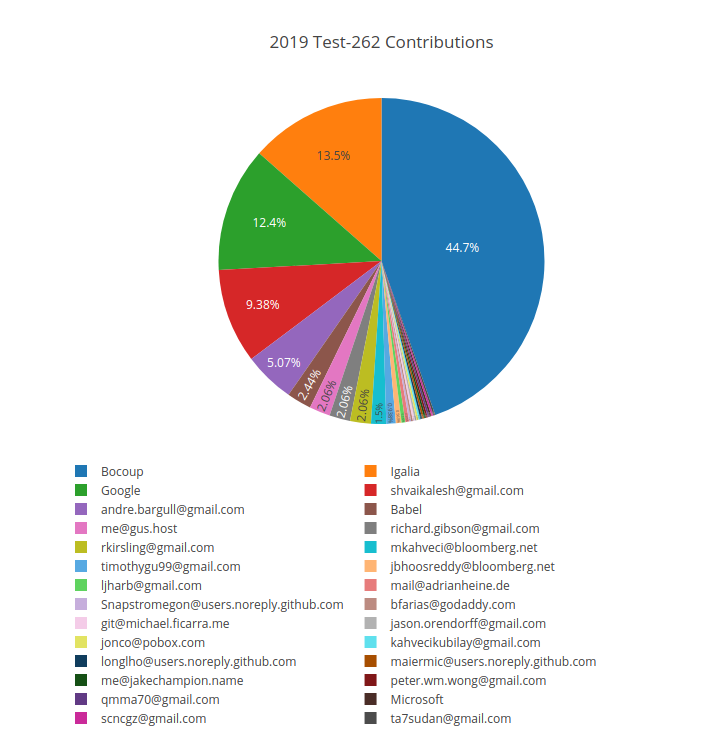 2019 Test-262 Contributions
13.5%
44.7%
12.4%
9.38%
5.07%
2.44%
2.06%
2.06%
2.06%
1.5%
Bocoup
Igalia
Google
shvaikalesh@gmail.com
andre.bargull@gmail.com
Babel
me@gus.host
richard.gibson@gmail.com
rkirsling@gmail.com
mkahveci@bloomberg.net
timothygu99@gmail.com
jbhoosreddy@bloomberg.net
ljharb@gmail.com
mail@adrianheine.de
Snapstromegon@users.noreply.github.com
bfarias@godaddy.com
git@michael.ficarra.me
jason.orendorff@gmail.com
jonco@pobox.com
kahvecikubilay@gmail.com
longlho@users.noreply.github.com
maiermic@users.noreply.github.com
me@jakechampion.name
peter.wm.wong@gmail.com
qmma70@gmail.com
Microsoft
scncgz@gmail.com
ta7sudan@gmail.com